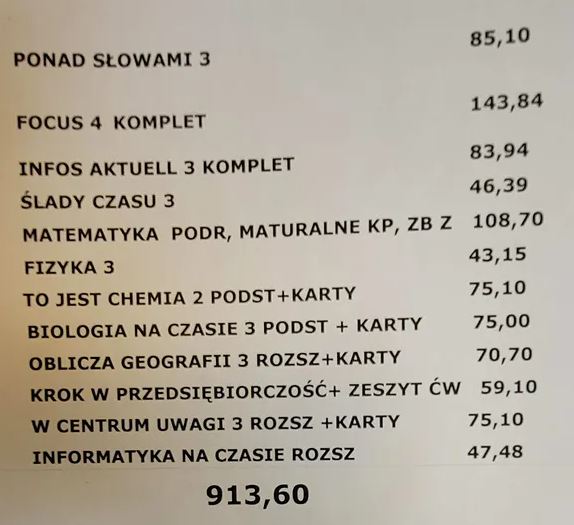 PONAD SŁOWAMI 3 85,10
FOCUS 4 KOMPLET 143,84
INFOS AKTUELL 3 KOMPLET 83,94
ŚLADY CZASU 3 46,39
MATEMATYKA PODR, MATURALNE KP, ZB Z 108,70
FIZYKA 3 43,15
TO JEST CHEMIA 2 PODST+KARTY 75,10
BIOLOGIA NA CZASIE 3 PODST + KARTY 75,00
OBLICZA GEOGRAFII 3 ROZSZ+KARTY 70,70
KROK W PRZEDSIĘBIORCZOŚĆ+ ZESZYT ĆW 59,10
W CENTRUM UWAGI 3 ROZSZ +KARTY 75,10
INFORMATYKA NA CZASIE ROZSZ 47,48
913,60